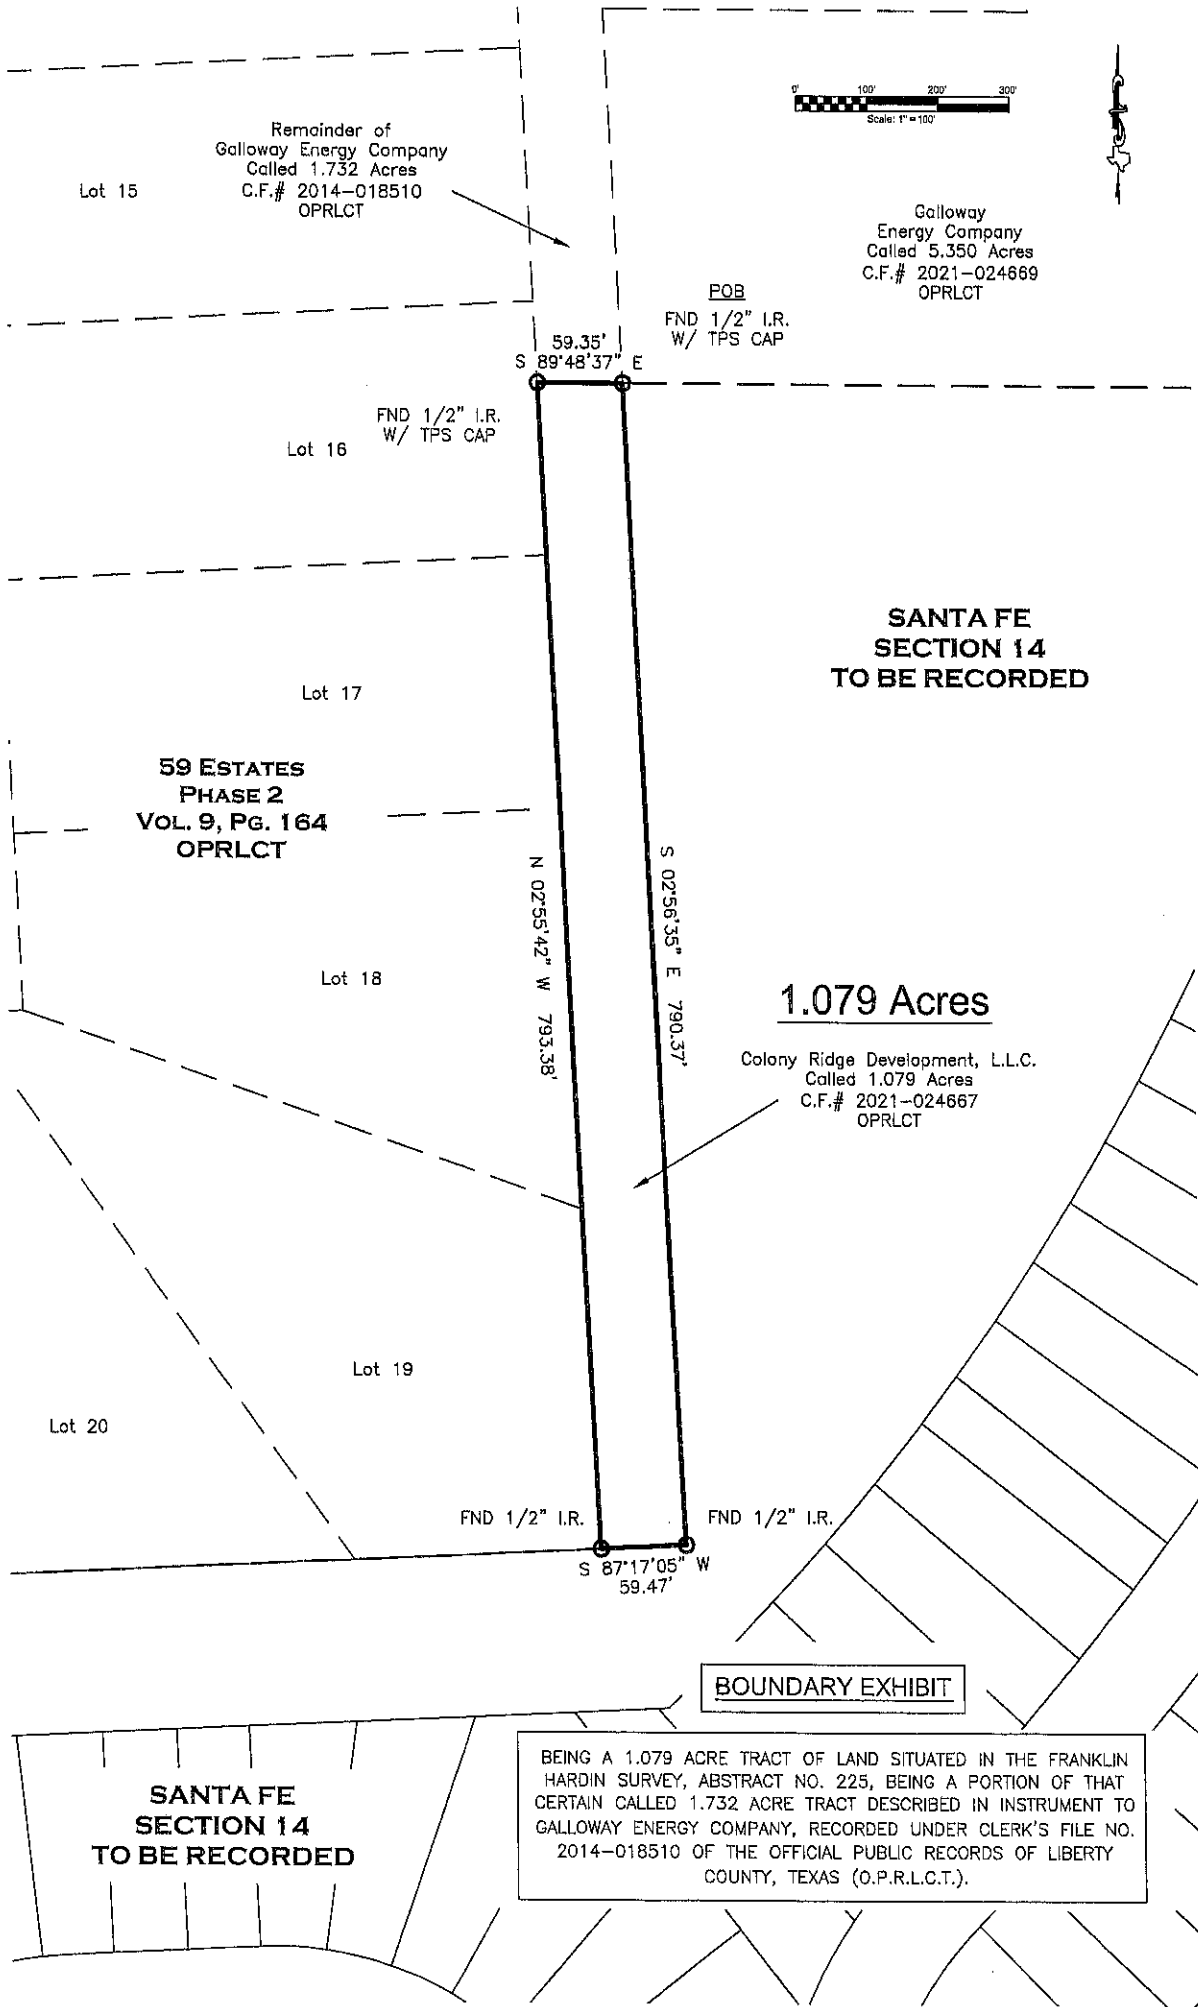 0' 100' 200' 300'
Scale: 1" = 100'
Remainder of
Galloway Energy Company
Called 1.732 Acres
C.F.# 2014-018510
OPRLCT
Lot 15
Galloway
Energy Company
Called 5.350 Acres
C.F.# 2021-024669
OPRLCT
POB
FND 1/2" I.R.
W/ TPS CAP
59.35'
S 89°48'37" E
FND 1/2" I.R.
W/ TPS CAP
Lot 16
SANTA FE
SECTION 14
TO BE RECORDED
Lot 17
59 ESTATES
PHASE 2
VOL. 9, PG. 164
OPRLCT
N 02°55'42" W 793.38'
S 02°56'35" E 790.37'
Lot 18
1.079 Acres
Colony Ridge Development, L.L.C.
Called 1.079 Acres
C.F.# 2021-024667
OPRLCT
Lot 19
Lot 20
FND 1/2" I.R.
FND 1/2" I.R.
S 87°17'05" W
59.47'
BOUNDARY EXHIBIT
BEING A 1.079 ACRE TRACT OF LAND SITUATED IN THE FRANKLIN
HARDIN SURVEY, ABSTRACT NO. 225, BEING A PORTION OF THAT
CERTAIN CALLED 1.732 ACRE TRACT DESCRIBED IN INSTRUMENT TO
GALLOWAY ENERGY COMPANY, RECORDED UNDER CLERK'S FILE NO.
2014-018510 OF THE OFFICIAL PUBLIC RECORDS OF LIBERTY
COUNTY, TEXAS (O.P.R.L.C.T.).
SANTA FE
SECTION 14
TO BE RECORDED